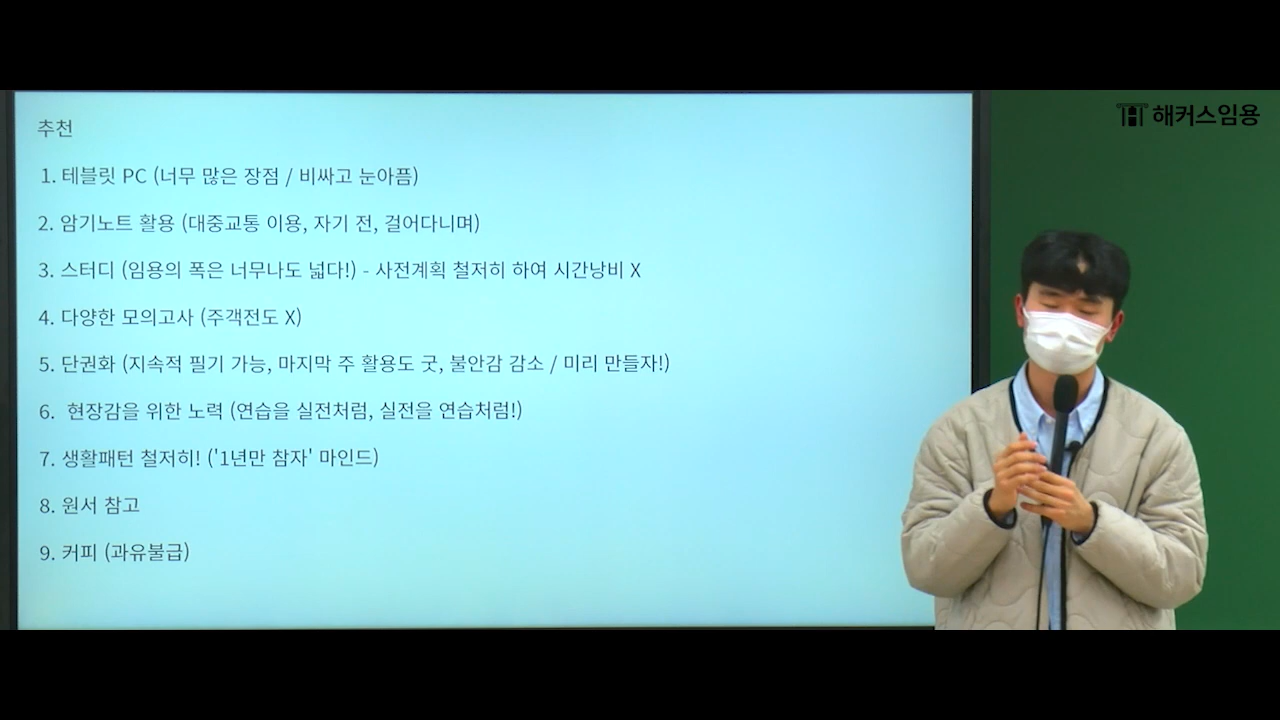 해커스임용
추천
1. 테블릿 PC (너무 많은 장점 / 비싸고 눈아픔)
2. 암기노트 활용 (대중교통 이용, 자기 전, 걸어다니며)
3. 스터디 (임용의 폭은 너무나도 넓다!) - 사전계획 철저히 하여 시간낭비 X
4. 다양한 모의고사 (주객전도 X)
5. 단권화 (지속적 필기 가능, 마지막 주 활용도 굿, 불안감 감소 / 미리 만들자!)
6. 현장감을 위한 노력 (연습을 실전처럼, 실전을 연습처럼!)
7. 생활패턴 철저히! ('1년만 참자' 마인드)
8. 원서 참고
9. 커피 (과유불급)